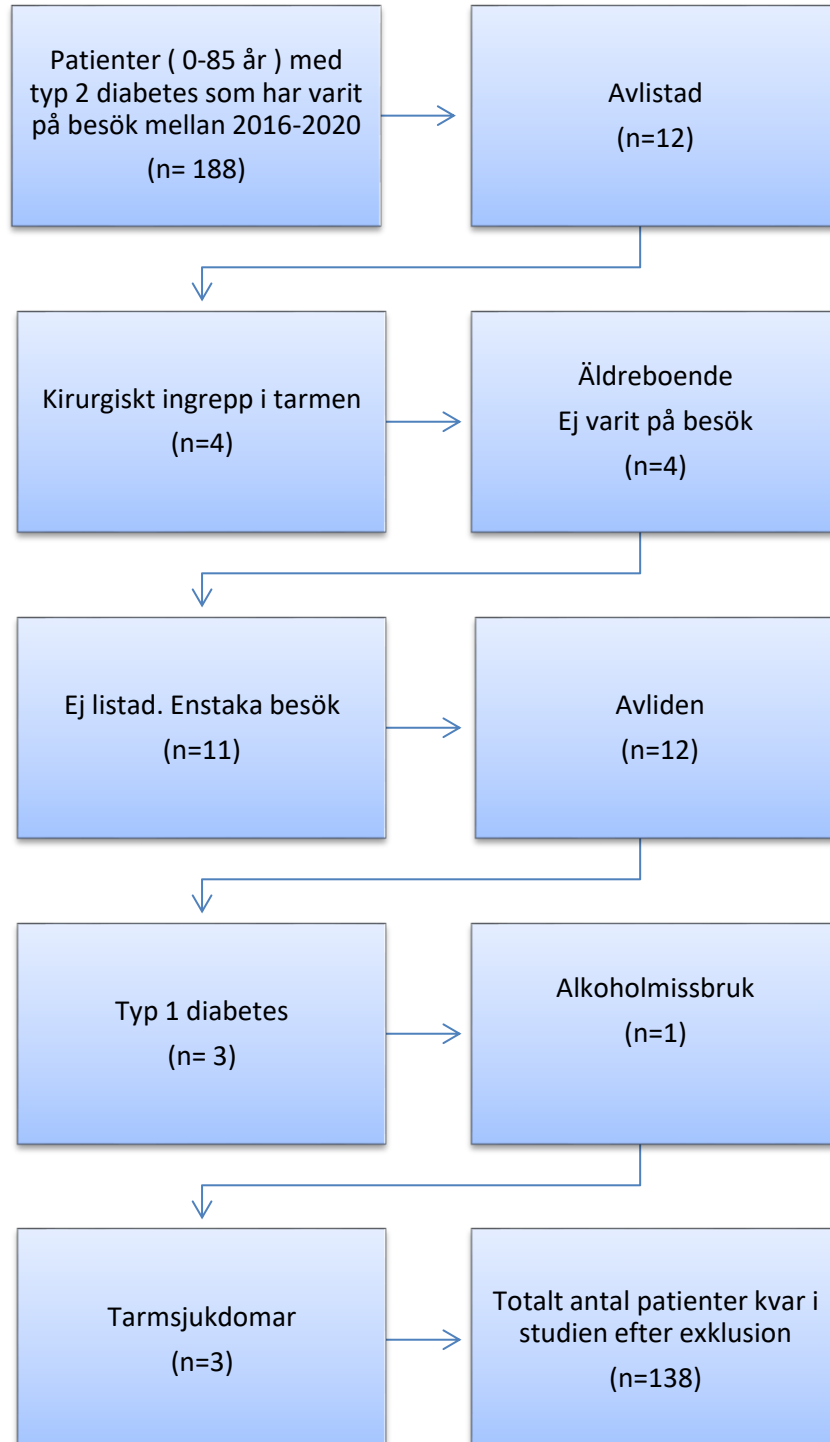 Patienter ( 0-85 år ) med
typ 2 diabetes som har varit
på besök mellan 2016-2020
(n= 188)
Avlistad
(n=12)
Kirurgiskt ingrepp i tarmen
(n=4)
Äldreboende
Ej varit på besök
(n=4)
Ej listad. Enstaka besök
(n=11)
Avliden
(n=12)
Typ 1 diabetes
(n= 3)
Alkoholmissbruk
(n=1)
Tarmsjukdomar
(n=3)
Totalt antal patienter kvar i
studien efter exklusion
(n=138)